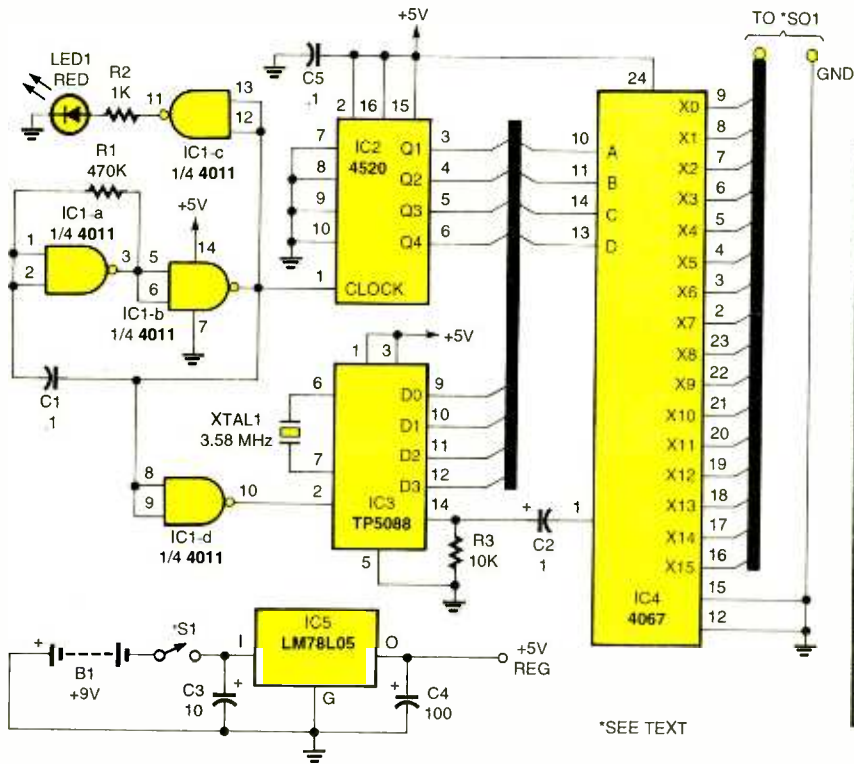 +5V
TO *SO1
GND
LED1
RED
R2
1K
11
13
12
IC1-c
1/4 4011
C5
.1
2
16
15
24
R1
470K
IC1-a
1/4 4011
1
2
3
+5V
14
5
6
7
IC1-b
1/4 4011
C1
1
7
8
9
10
1
IC2
4520
CLOCK
Q1
Q2
Q3
Q4
3
4
5
6
10
11
14
13
A
B
C
D
X0
X1
X2
X3
X4
X5
X6
X7
X8
X9
X10
X11
X12
X13
X14
X15
9
8
7
6
5
4
3
2
23
22
21
20
19
18
17
16
15
12
1
IC4
4067
+5V
1
3
XTAL1
3.58 MHz
6
7
2
D0
D1
D2
D3
9
10
11
12
14
IC3
TP5088
5
R3
10K
+
C2
1
8
9
10
IC1-d
1/4 4011
+
B1
+9V
*S1
I
IC5
LM78L05
O
G
C3
10
+
+
C4
100
+5V
REG
*SEE TEXT